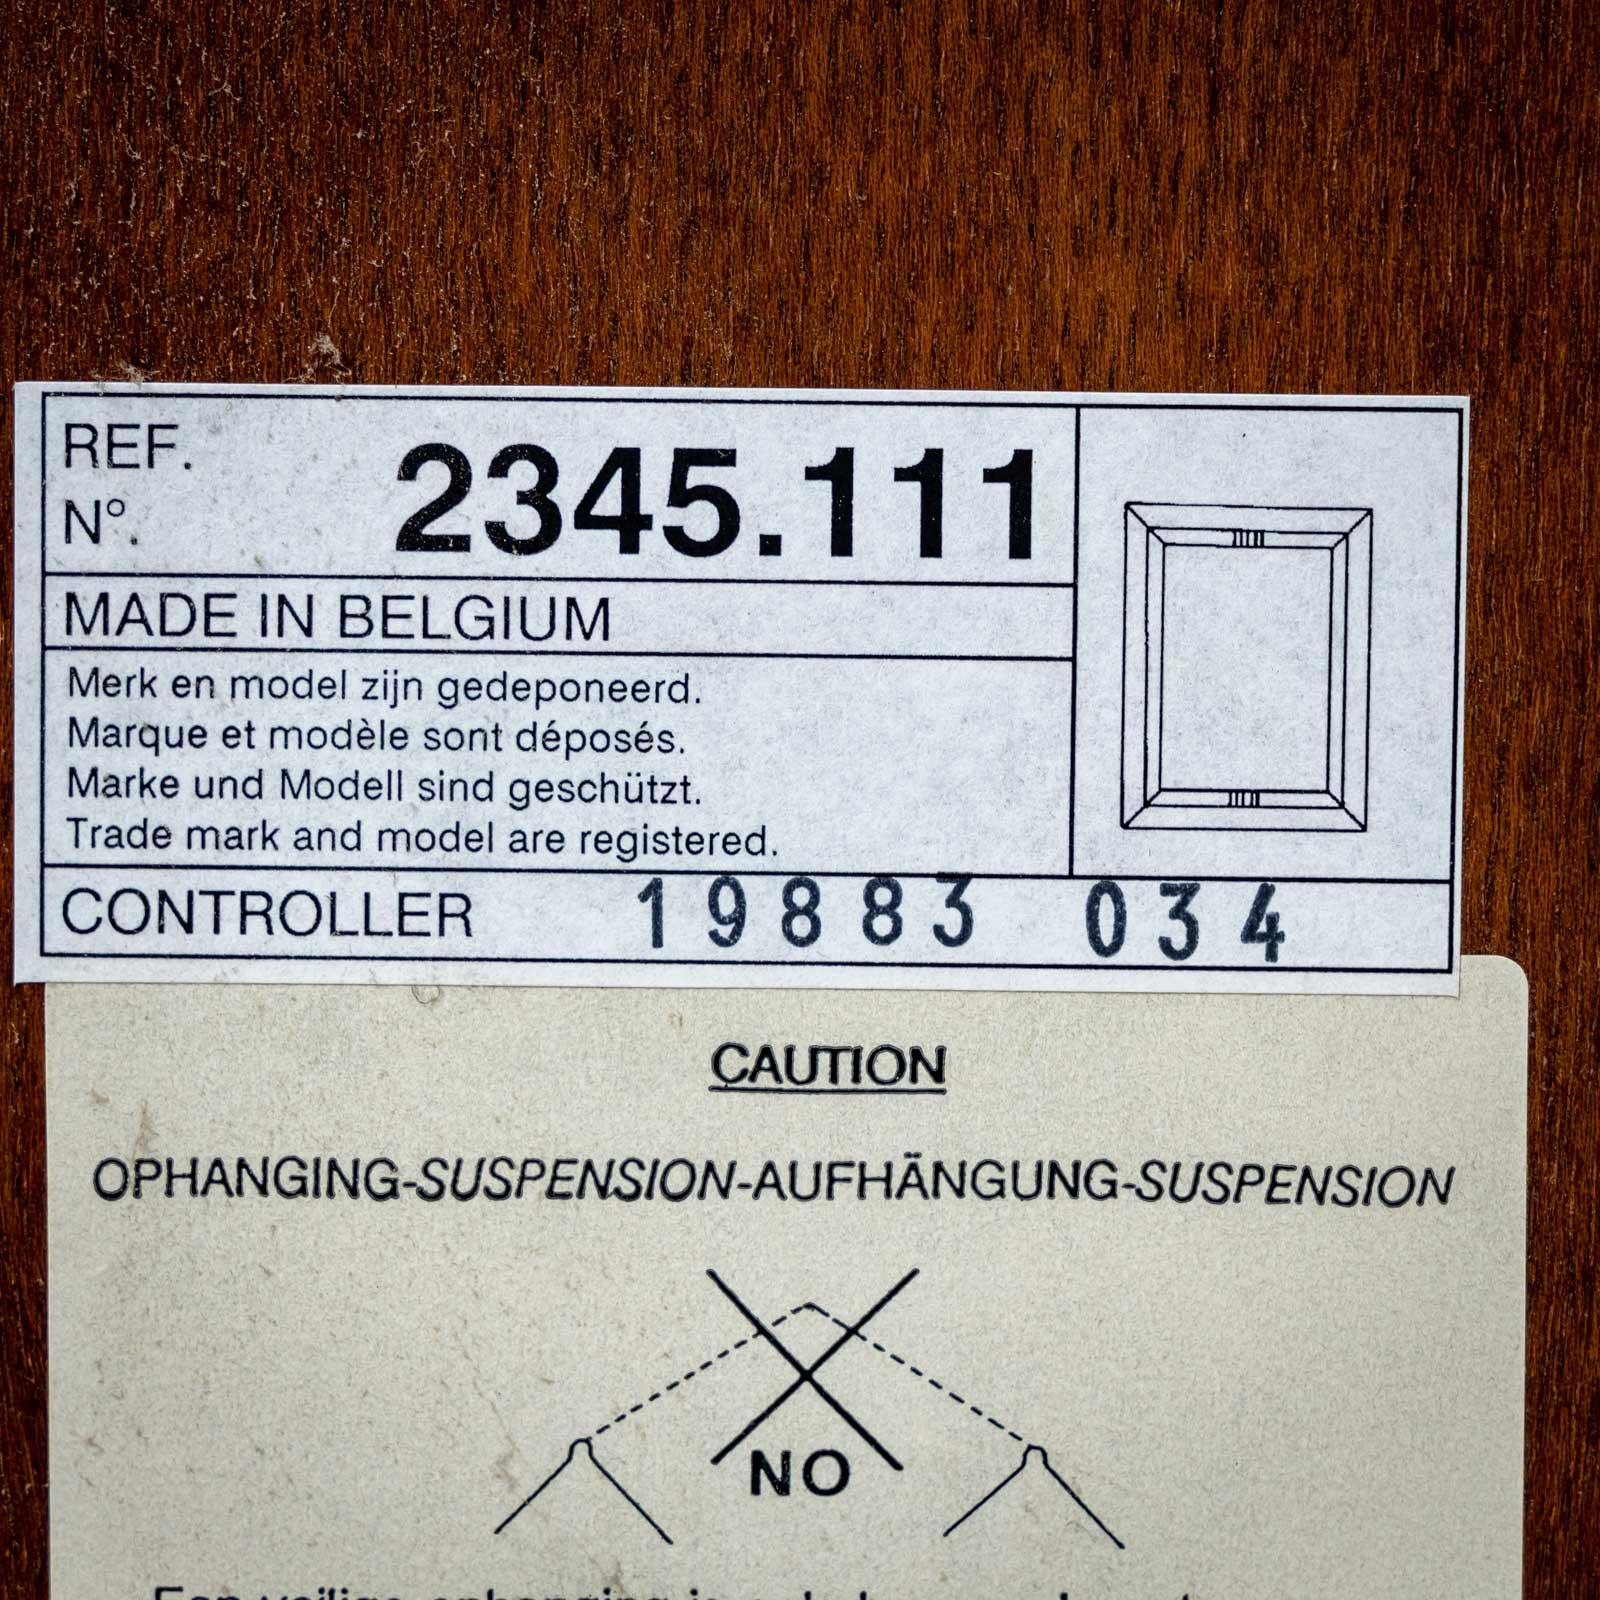 REF. N°. 2345.111
MADE IN BELGIUM
Merk en model zijn gedeponeerd.
Marque et modèle sont déposés.
Marke und Modell sind geschützt.
Trade mark and model are registered.
CONTROLLER 19883 034
CAUTION
OPHANGING-SUSPENSION-AUFHÄNGUNG-SUSPENSION
NO